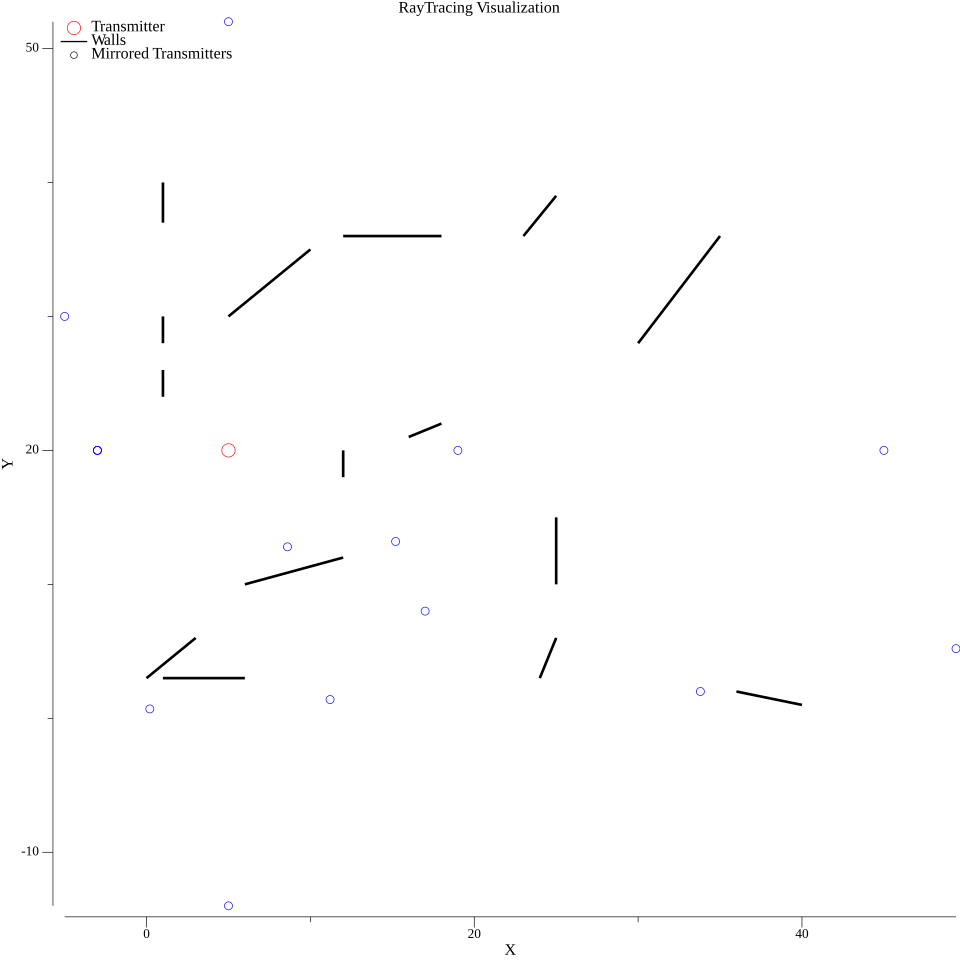 RayTracing Visualization
Transmitter
Walls
Mirrored Transmitters
50
20
-10
Y
0
20
40
X